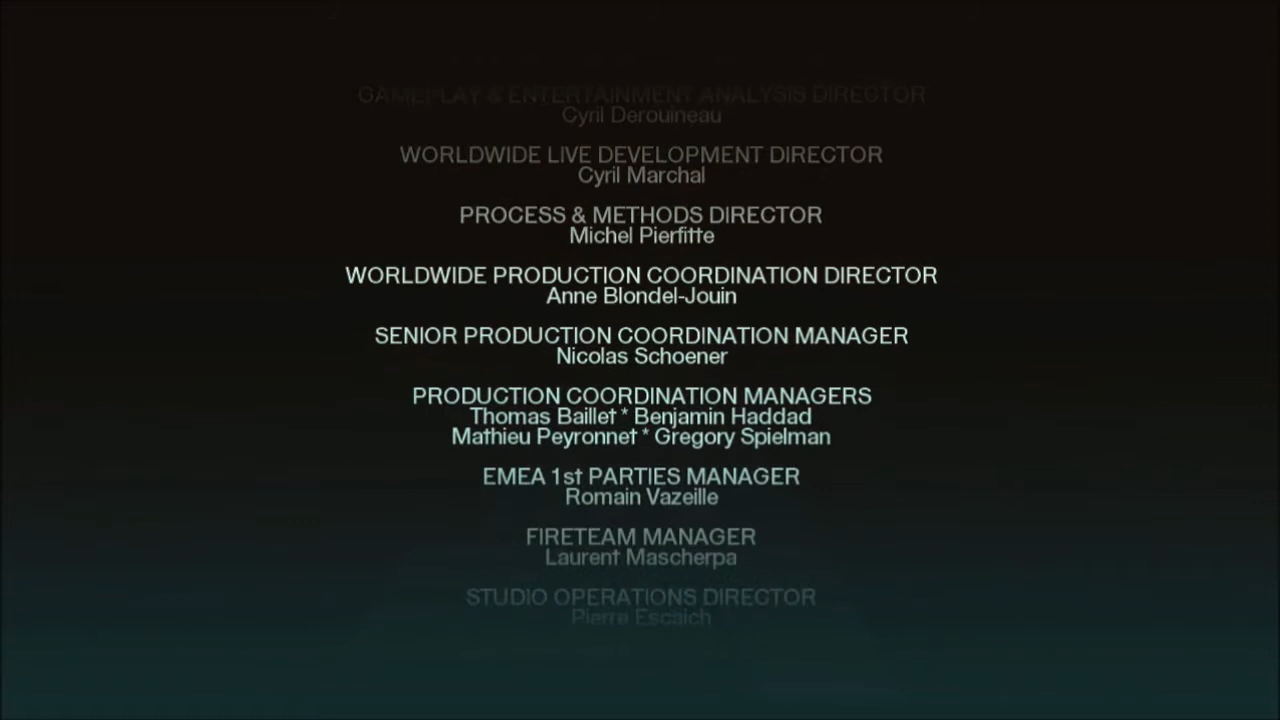 GAMEPLAY & ENTERTAINMENT ANALYSIS DIRECTOR
Cyril Derouineau
WORLDWIDE LIVE DEVELOPMENT DIRECTOR
Cyril Marchal
PROCESS & METHODS DIRECTOR
Michel Pierfitte
WORLDWIDE PRODUCTION COORDINATION DIRECTOR
Anne Blondel-Jouin
SENIOR PRODUCTION COORDINATION MANAGER
Nicolas Schoener
PRODUCTION COORDINATION MANAGERS
Thomas Baillet * Benjamin Haddad
Mathieu Peyronnet * Gregory Spielman
EMEA 1st PARTIES MANAGER
Romain Vazeille
FIRETEAM MANAGER
Laurent Mascherpa
STUDIO OPERATIONS DIRECTOR
Pierre Escaich